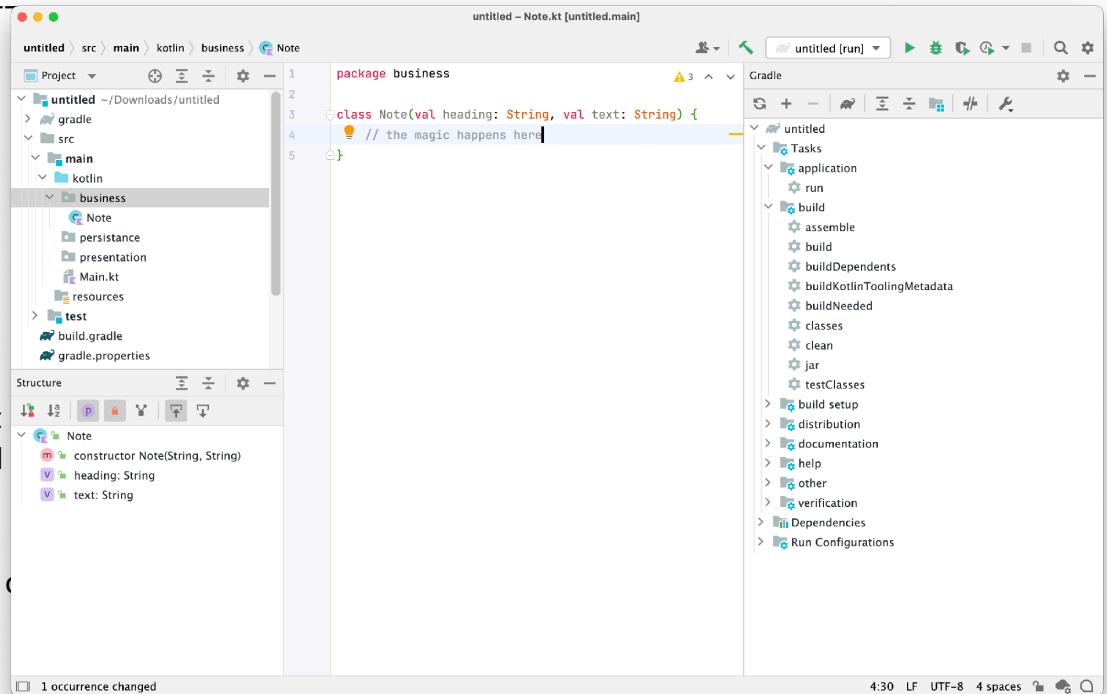 untitled – Note.kt [untitled.main]
untitled src main kotlin business Note
untitled [run]
Project
untitled ~/Downloads/untitled
gradle
src
main
kotlin
business
Note
persistance
presentation
Main.kt
resources
test
build.gradle
gradle.properties
Structure
Note
constructor Note(String, String)
heading: String
text: String
1 package business
3
2
3 class Note(val heading: String, val text: String) {
4 // the magic happens here
5 }
Gradle
untitled
Tasks
application
run
build
assemble
build
buildDependents
buildKotlinToolingMetadata
buildNeeded
classes
clean
jar
testClasses
build setup
distribution
documentation
help
other
verification
Dependencies
Run Configurations
1 occurrence changed
4:30 LF UTF-8 4 spaces